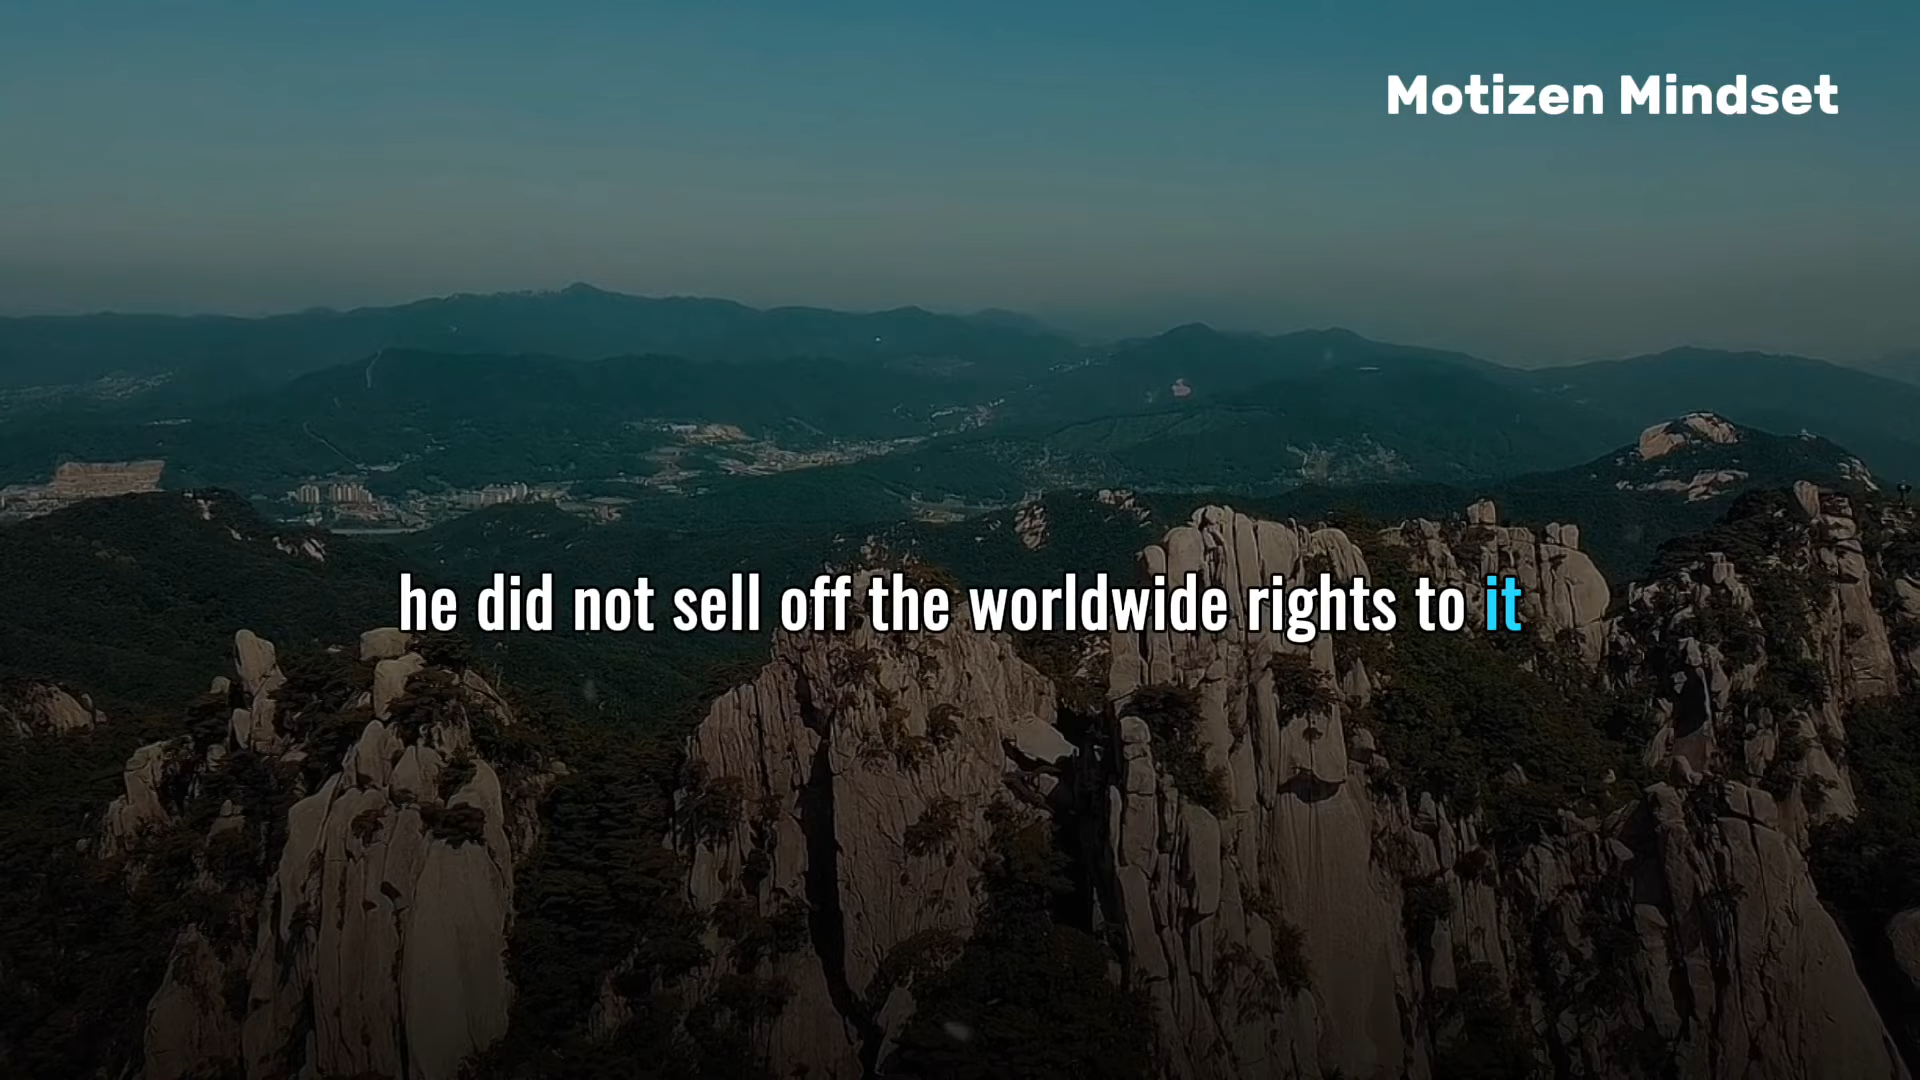 Motizen Mindset
he did not sell off the worldwide rights to it